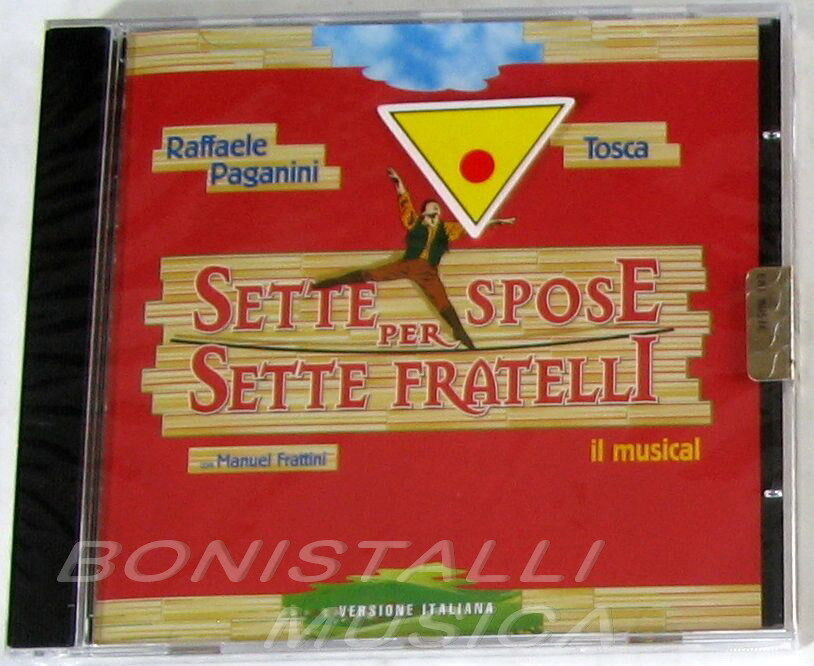 Raffaele
Paganini
Tosca
SETTE SPOSE
PER
SETTE FRATELLI
con Manuel Frattini
il musical
VERSIONE ITALIANA
BONISTALLI
MUSICA